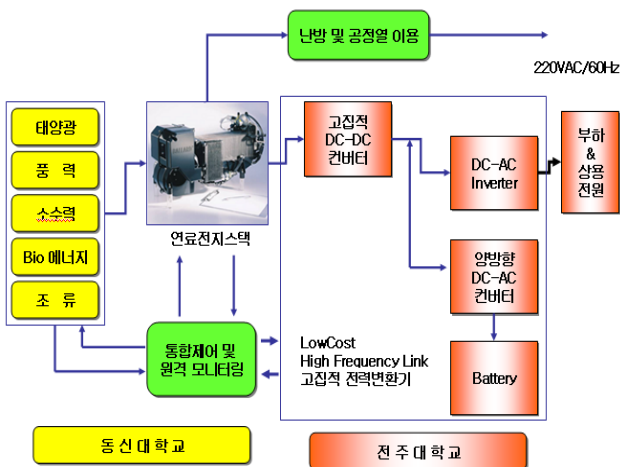 난방 및 공정열 이용
220VAC/60Hz
태양광
풍 력
소수력
Bio 에너지
조 류
연료전지스택
고집적
DC-DC
컨버터
DC-AC
Inverter
부하
&
상용
전원
양방향
DC-AC
컨버터
Battery
통합제어 및
원격 모니터링
LowCost
High Frequency Link
고집적 전력변환기
동 신 대 학 교
전 주 대 학 교